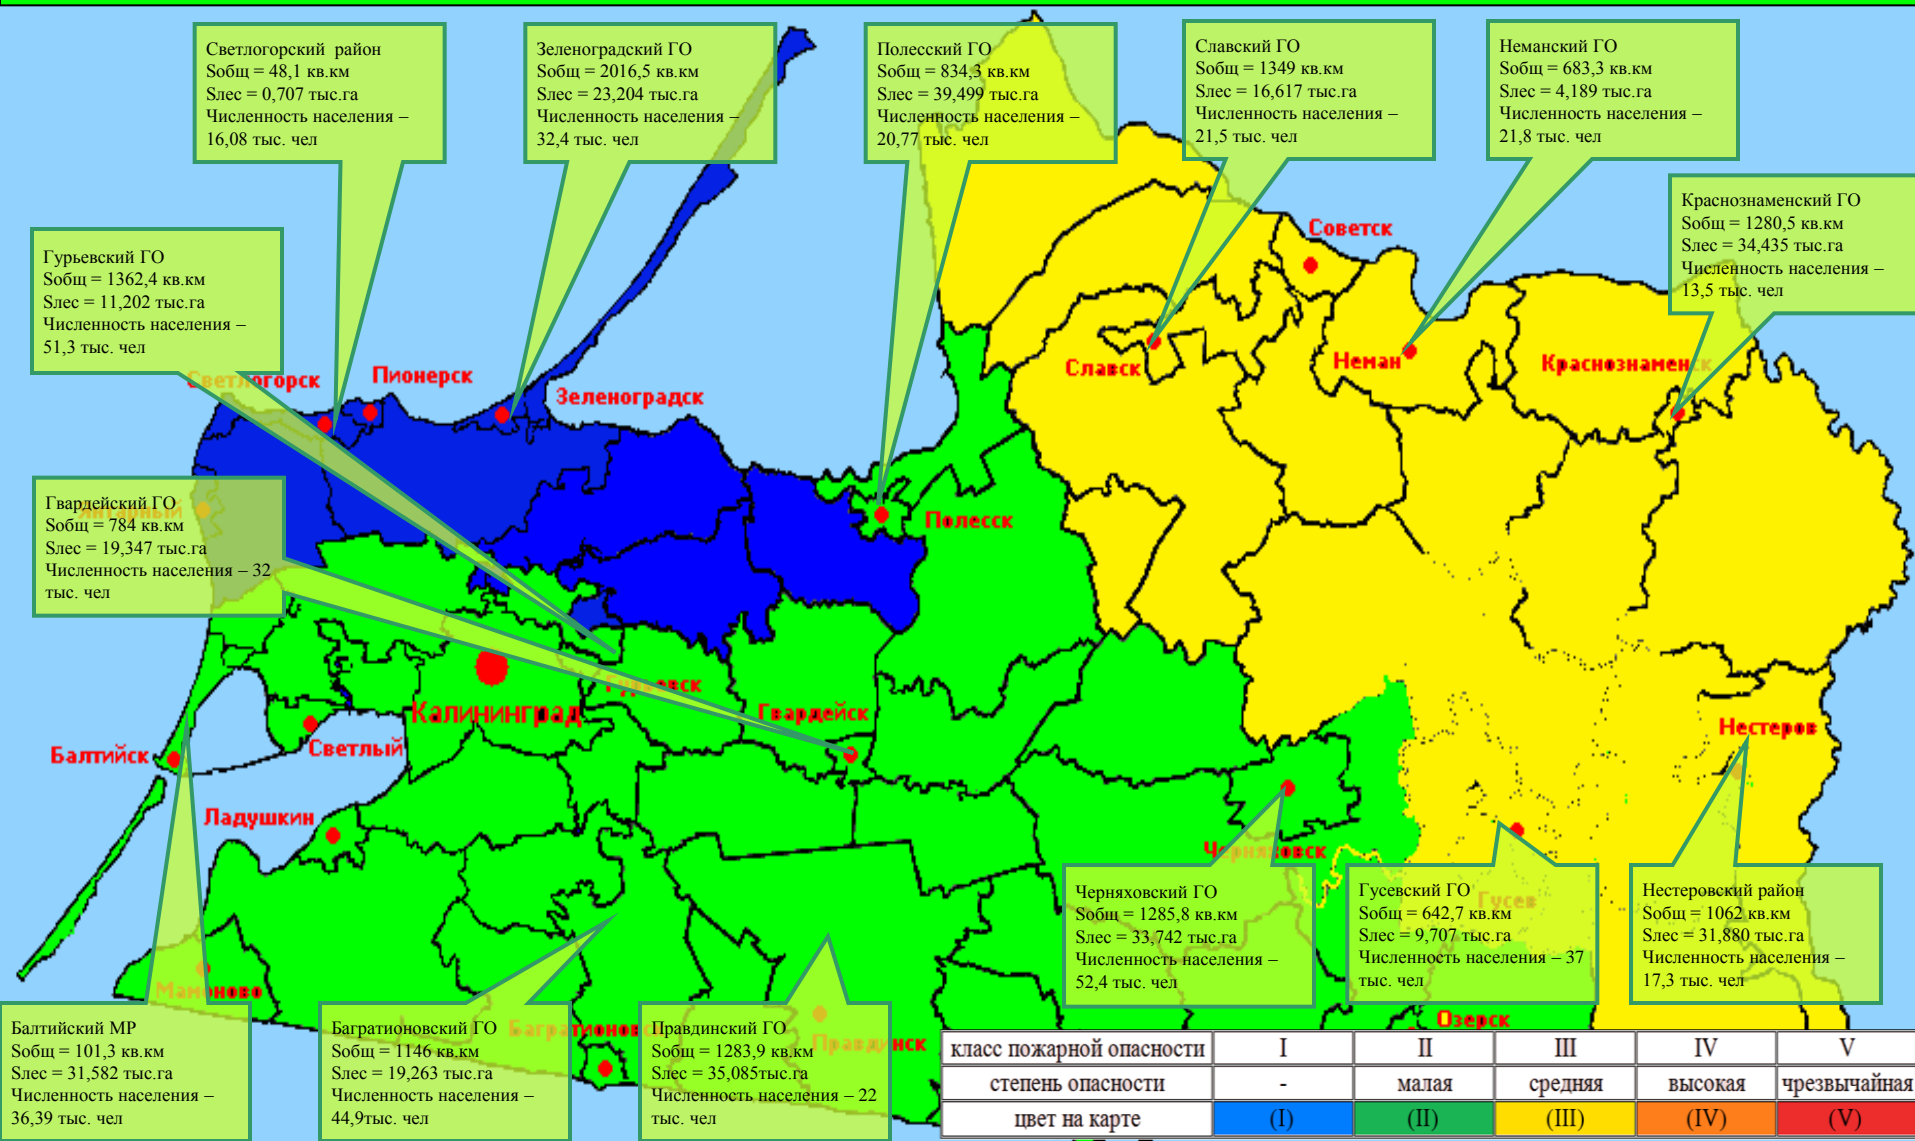 Светлогорский район
Sобщ = 48,1 кв.км
Sлес = 0,707 тыс.га
Численность населения –
16,08 тыс. чел
Зеленоградский ГО
Sобщ = 2016,5 кв.км
Sлес = 23,204 тыс.га
Численность населения –
32,4 тыс. чел
Полесский ГО
Sобщ = 834,3 кв.км
Sлес = 39,499 тыс.га
Численность населения –
20,77 тыс. чел
Славский ГО
Sобщ = 1349 кв.км
Sлес = 16,617 тыс.га
Численность населения –
21,5 тыс. чел
Неманский ГО
Sобщ = 683,3 кв.км
Sлес = 4,189 тыс.га
Численность населения –
21,8 тыс. чел
Краснознаменский ГО
Sобщ = 1280,5 кв.км
Sлес = 34,435 тыс.га
Численность населения –
13,5 тыс. чел
Гурьевский ГО
Sобщ = 1362,4 кв.км
Sлес = 11,202 тыс.га
Численность населения –
51,3 тыс. чел
Советск
Светлогорск
Пионерск
Зеленоградск
Славск
Неман
Краснознаменск
Гвардейский ГО
Sобщ = 784 кв.км
Sлес = 19,347 тыс.га
Численность населения – 32
тыс. чел
Янтарный
Полесск
Гурьевск
Калининград
Гвардейск
Нестеров
Балтийск
Светлый
Ладушкин
Черняховск
Гусев
Черняховский ГО
Sобщ = 1285,8 кв.км
Sлес = 33,742 тыс.га
Численность населения –
52,4 тыс. чел
Гусевский ГО
Sобщ = 642,7 кв.км
Sлес = 9,707 тыс.га
Численность населения – 37
тыс. чел
Нестеровский район
Sобщ = 1062 кв.км
Sлес = 31,880 тыс.га
Численность населения –
17,3 тыс. чел
Мамоново
Багратионовск
Правдинск
Озерск
Балтийский МР
Sобщ = 101,3 кв.км
Sлес = 31,582 тыс.га
Численность населения –
36,39 тыс. чел
Багратионовский ГО
Sобщ = 1146 кв.км
Sлес = 19,263 тыс.га
Численность населения –
44,9тыс. чел
Правдинский ГО
Sобщ = 1283,9 кв.км
Sлес = 35,085тыс.га
Численность населения – 22
тыс. чел
класс пожарной опасности I II III IV V
степень опасности - малая средняя высокая чрезвычайная
цвет на карте (I) (II) (III) (IV) (V)